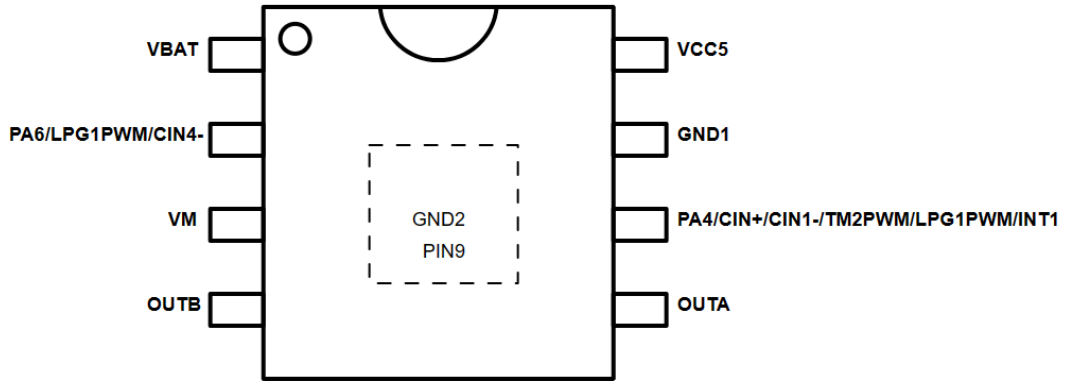 VBAT
VCC5
PA6/LPG1PWM/CIN4-
GND1
VM
GND2
PIN9
PA4/CIN+/CIN1-/TM2PWM/LPG1PWM/INT1
OUTB
OUTA